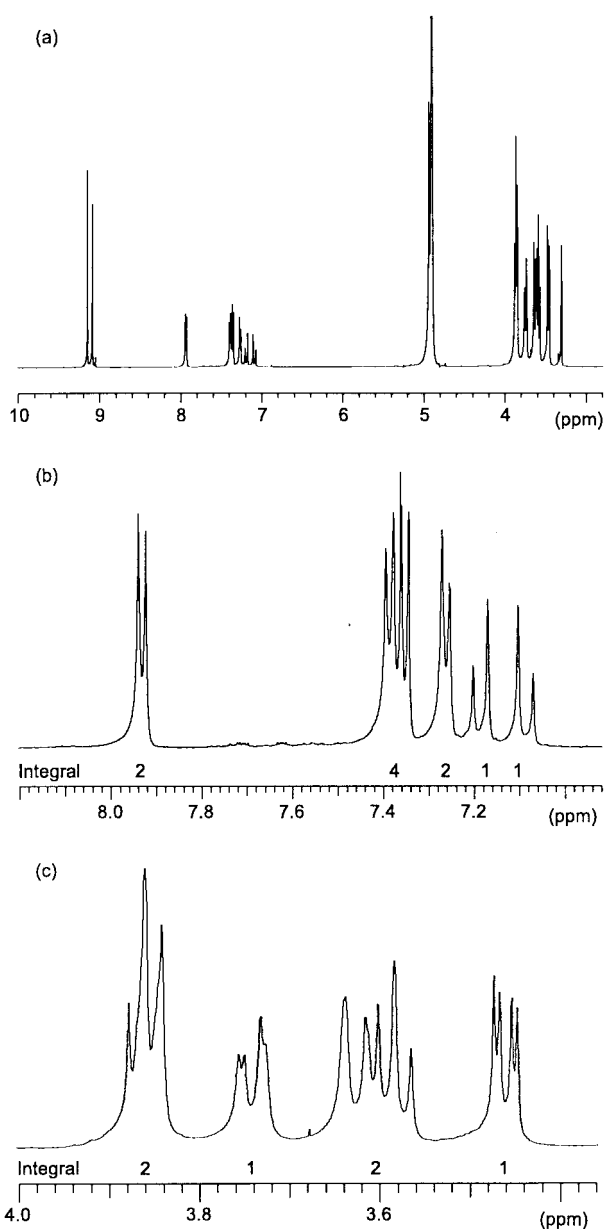 (a)
10 9 8 7 6 5 4 (ppm)
(b)
Integral 2 4 2 1 1
8.0 7.8 7.6 7.4 7.2 (ppm)
(c)
Integral 2 1 2 1
4.0 3.8 3.6 (ppm)